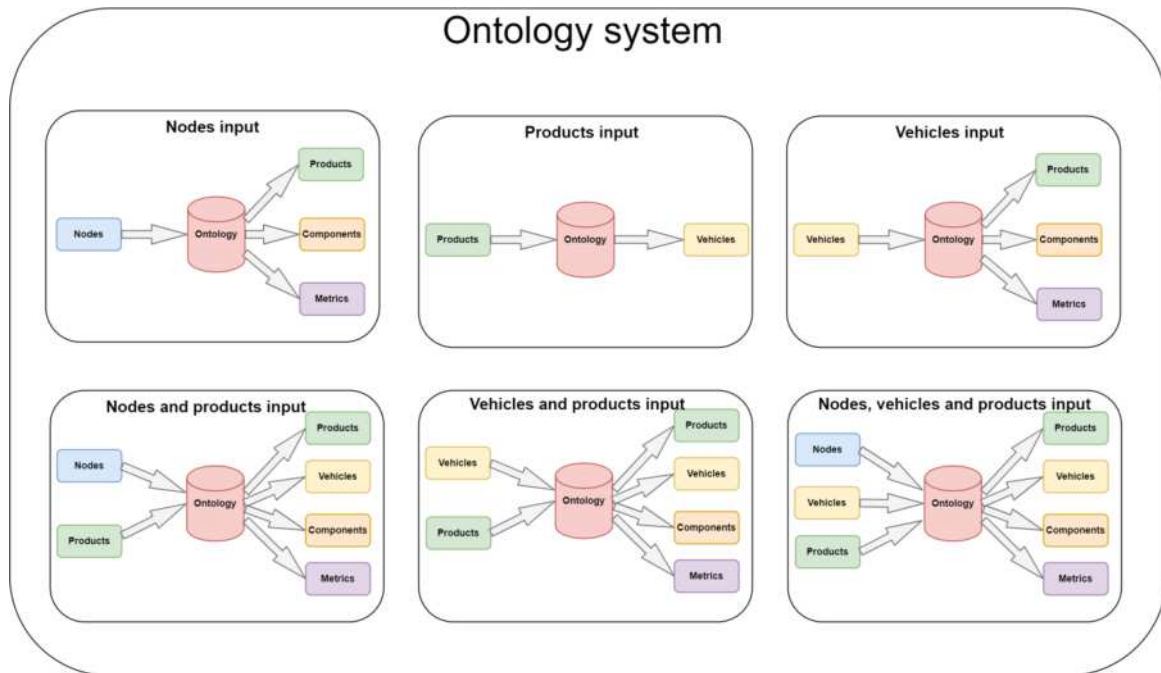 Ontology system
Nodes input
Products
Nodes
Ontology
Components
Metrics
Products input
Products
Ontology
Vehicles
Vehicles input
Products
Vehicles
Ontology
Components
Metrics
Nodes and products input
Products
Nodes
Vehicles
Ontology
Components
Products
Metrics
Vehicles and products input
Products
Vehicles
Vehicles
Ontology
Components
Products
Metrics
Nodes, vehicles and products input
Products
Nodes
Vehicles
Vehicles
Ontology
Components
Products
Metrics